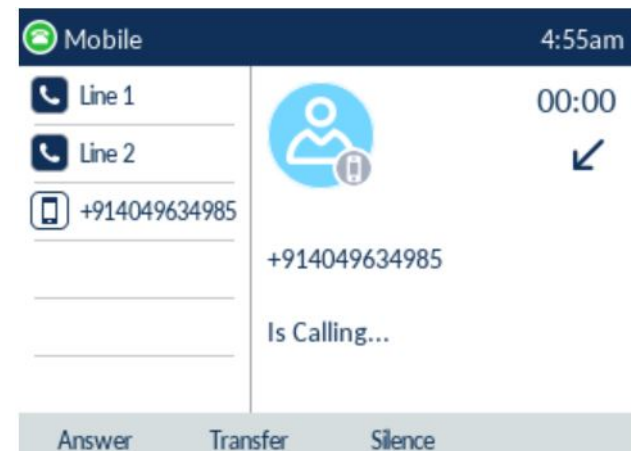 Mobile 4:55am
Line 1
Line 2
+914049634985
00:00
+914049634985
Is Calling...
Answer Transfer Silence